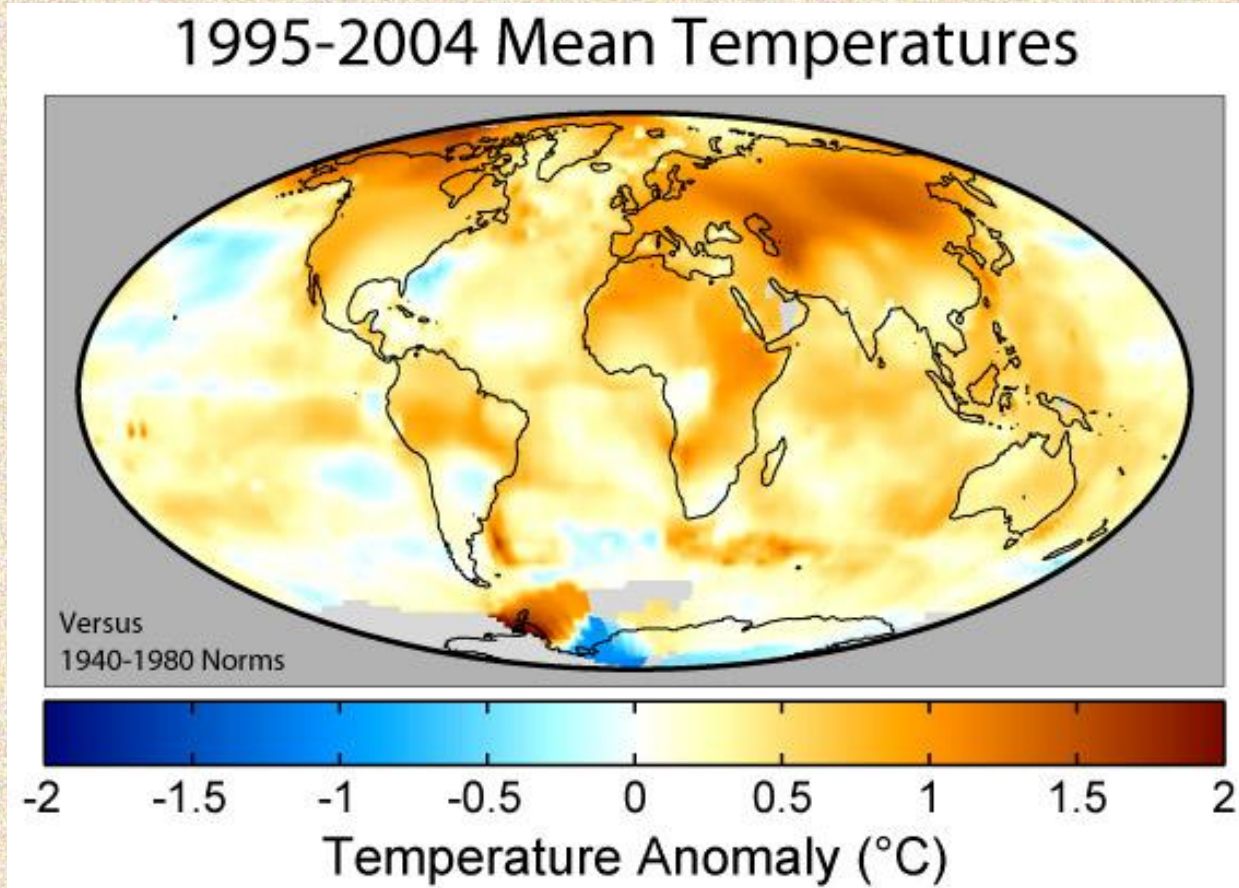 1995-2004 Mean Temperatures
Versus
1940-1980 Norms
-2 -1.5 -1 -0.5 0 0.5 1 1.5 2
Temperature Anomaly (°C)